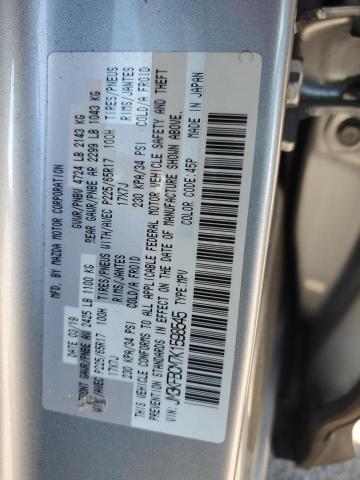 MFD BY MAZDA MOTOR CORPORATION
DATE 03/19
GVWR/PNBV 4724 LB 2143 KG
FRONT GAWR/PNBE AV 2425 LB 1100 KG
REAR GAWR/PNBE AR 2299 LB 1043 KG
WITH/AVEC P225/65R17 100H TIRES/PNEUS WITH/AVEC P225/65R17 100H TIRES/PNEUS
17X7J RIMS/JANTES 17X7J RIMS/JANTES
230 KPA/34 PSI COLD/A FROID 230 KPA/34 PSI COLD/A FROID
THIS VEHICLE CONFORMS TO ALL APPLICABLE FEDERAL MOTOR VEHICLE SAFETY AND THEFT
PREVENTION STANDARDS IN EFFECT ON THE DATE OF MANUFACTURE SHOWN ABOVE.
VIN: TYPE:MPV COLOR CODE:45P MADE IN JAPAN